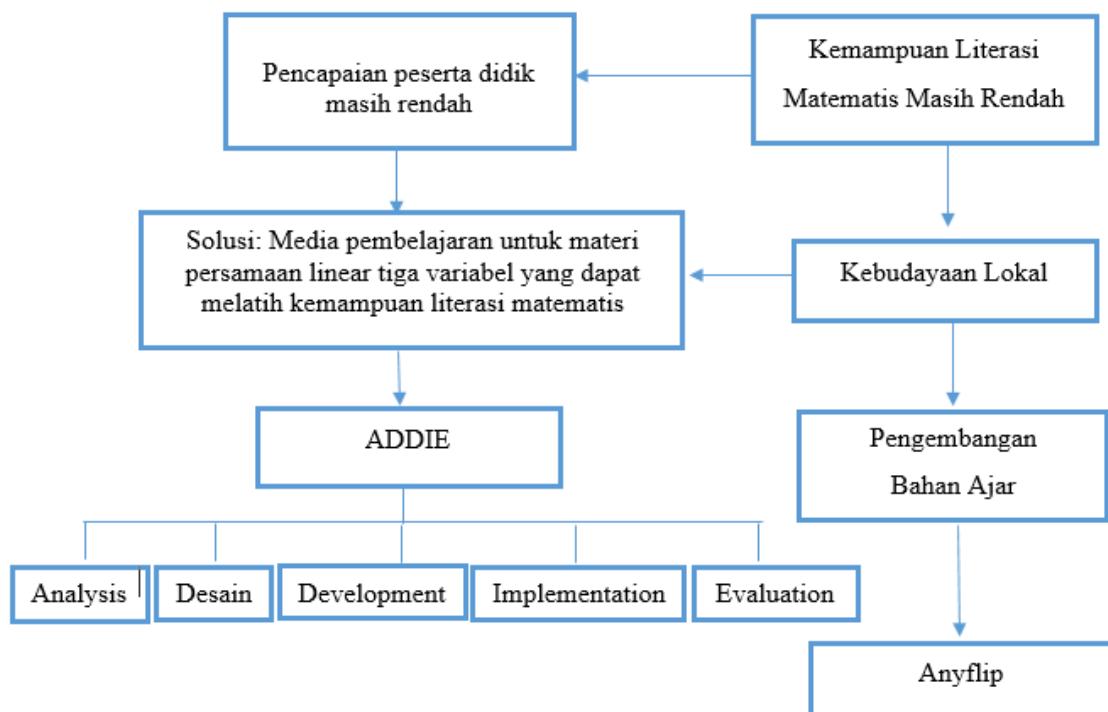 Pencapaian peserta didik
masih rendah
Kemampuan Literasi
Matematis Masih Rendah
Solusi: Media pembelajaran untuk materi
persamaan linear tiga variabel yang dapat
melatih kemampuan literasi matematis
Kebudayaan Lokal
ADDIE
Pengembangan
Bahan Ajar
Analysis
Desain
Development
Implementation
Evaluation
Anyflip